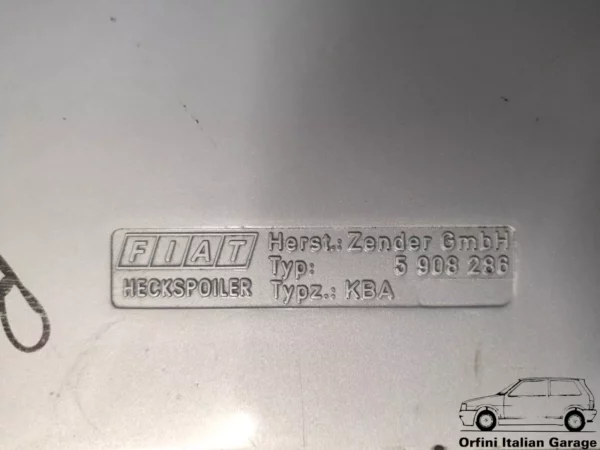 FIAT
HECKSPOILER
Herst.: Zender GmbH
Typ: 5 908 286
Typz.: KBA
Orfini Italian Garage